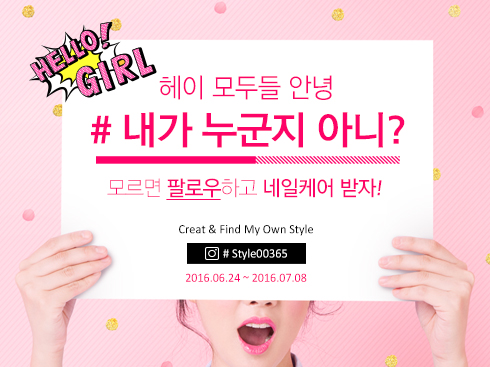 HELLO!
GIRL
헤이 모두들 안녕
# 내가 누군지 아니?
모르면 팔로우하고 네일케어 받자!
Creat & Find My Own Style
# Style00365
2016.06.24 ~ 2016.07.08